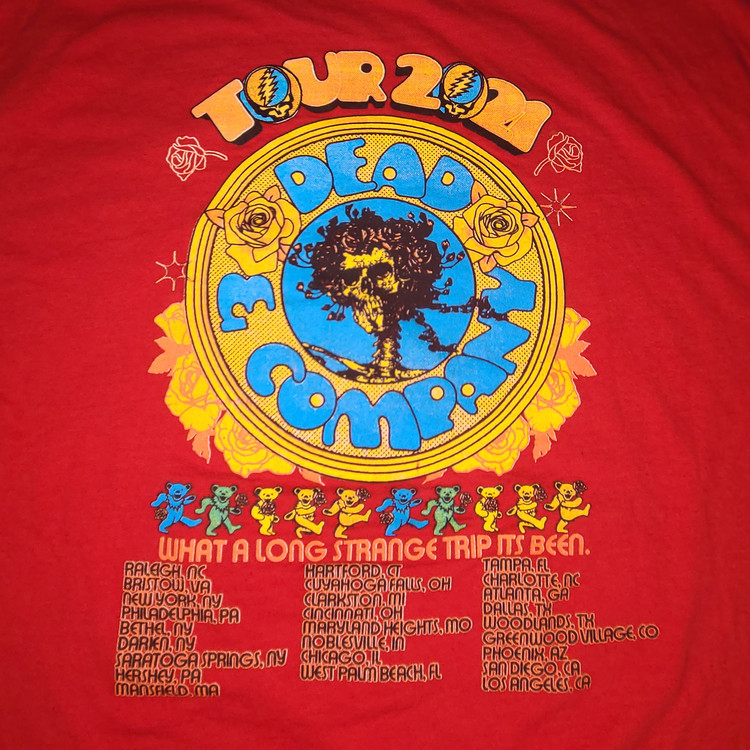 TOUR 2021
DEAD
& COMPANY
WHAT A LONG STRANGE TRIP ITS BEEN.
RALEIGH, NC
BRISTOW, VA
NEW YORK, NY
PHILADELPHIA, PA
BETHEL, NY
DARIEN, NY
SARATOGA SPRINGS, NY
HERSHEY, PA
MANSFIELD, MA
HARTFORD, CT
CUYAHOGA FALLS, OH
CLARKSTON, MI
CINCINNATI, OH
MARYLAND HEIGHTS, MO
NOBLESVILLE, IN
CHICAGO, IL
WEST PALM BEACH, FL
TAMPA, FL
CHARLOTTE, NC
ATLANTA, GA
DALLAS, TX
WOODLANDS, TX
GREENWOOD VILLAGE, CO
PHOENIX, AZ
SAN DIEGO, CA
LOS ANGELES, CA